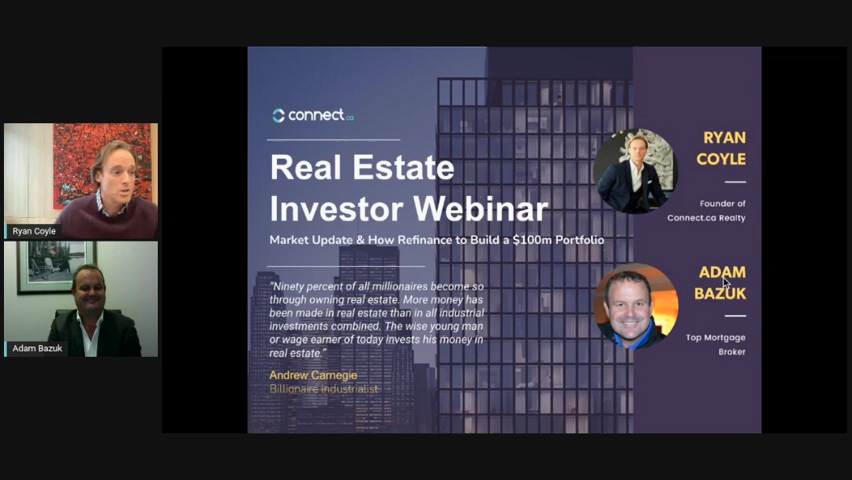 connect.ca
Real Estate
Investor Webinar
Market Update & How Refinance to Build a $100m Portfolio
"Ninety percent of all millionaires become so
through owning real estate. More money has
been made in real estate than in all industrial
investments combined. The wise young man
or wage earner of today invests his money in
real estate."
Andrew Carnegie
Billionaire industrialist
RYAN
COYLE
Founder of
Connect.ca Realty
ADAM
BAZUK
Top Mortgage
Broker
Ryan Coyle
Adam Bazuk